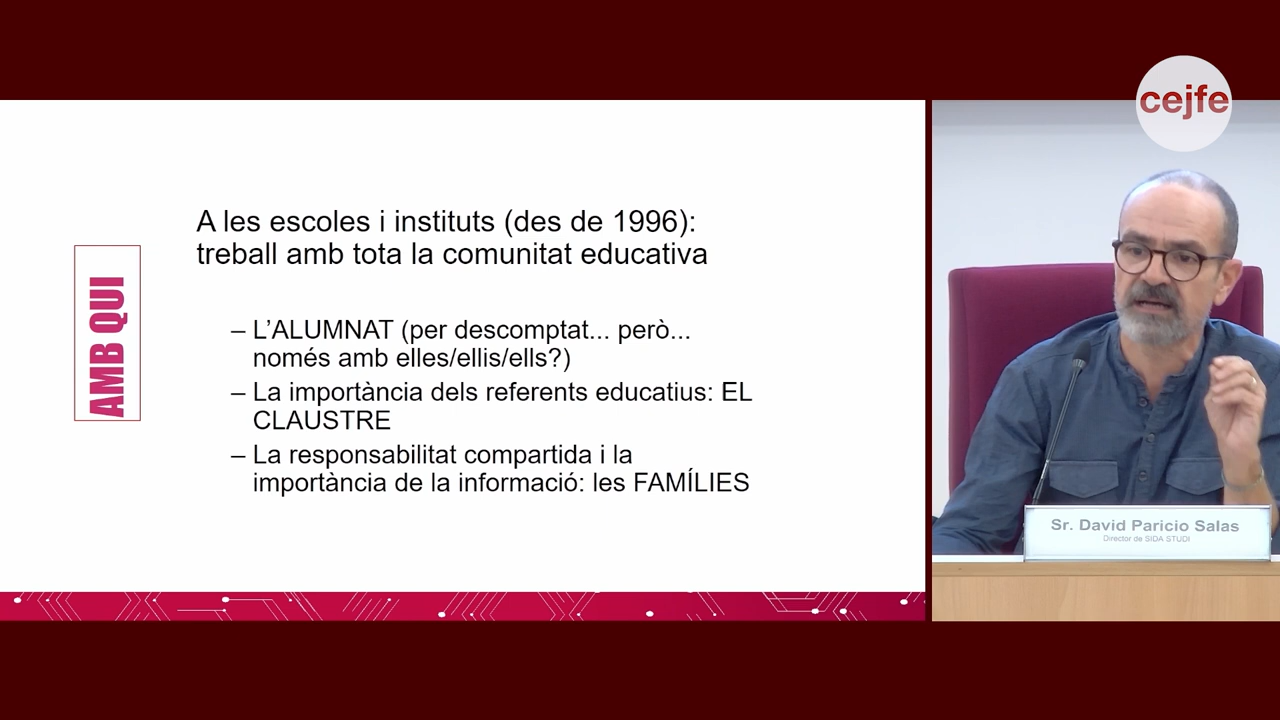 cejfe
AMB QUI
A les escoles i instituts (des de 1996):
treball amb tota la comunitat educativa
– L’ALUMNAT (per descomptat... però...
només amb elles/ellis/ells?)
– La importància dels referents educatius: EL
CLAUSTRE
– La responsabilitat compartida i la
importància de la informació: les FAMÍLIES
Sr. David Paricio Salas
Director de SIDA STUDI